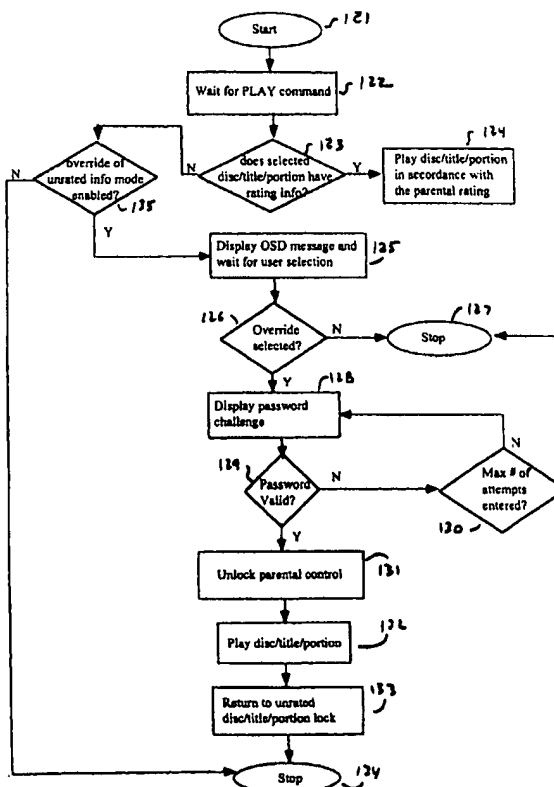 Start
121
Wait for PLAY command
122
override of
unrated info mode
enabled?
135
N
Y
does selected
disc/title/portion have
rating info?
123
N
Y
Play disc/title/portion
in accordance with
the parental rating
124
Display OSD message and
wait for user selection
125
126
Override
selected?
N
Y
Stop
127
Display password
challenge
128
129
Password
Valid?
N
Y
Max # of
attempts
entered?
130
N
Unlock parental control
131
Play disc/title/portion
132
Return to unrated
disc/title/portion lock
133
Stop
134